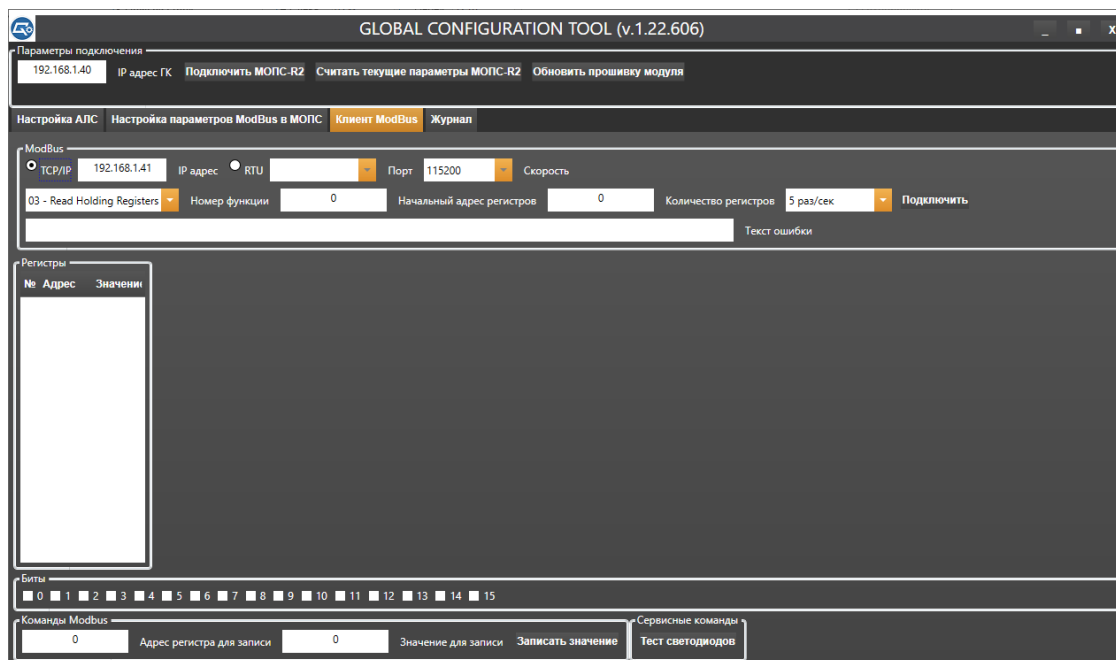 GLOBAL CONFIGURATION TOOL (v.1.22.606)
Параметры подключения
192.168.1.40 IP адрес ГК Подключить МОПС-R2 Считать текущие параметры МОПС-R2 Обновить прошивку модуля
Настройка АЛС Настройка параметров ModBus в МОПС Клиент ModBus Журнал
ModBus
TCP/IP 192.168.1.41 IP адрес RTU Порт 115200 Скорость
03 - Read Holding Registers Номер функции 0 Начальный адрес регистров 0 Количество регистров 5 раз/сек Подключить
Текст ошибки
Регистры
№ Адрес Значени
Биты
0 1 2 3 4 5 6 7 8 9 10 11 12 13 14 15
Команды Modbus Сервисные команды
0 Адрес регистра для записи 0 Значение для записи Записать значение Тест светодиодов